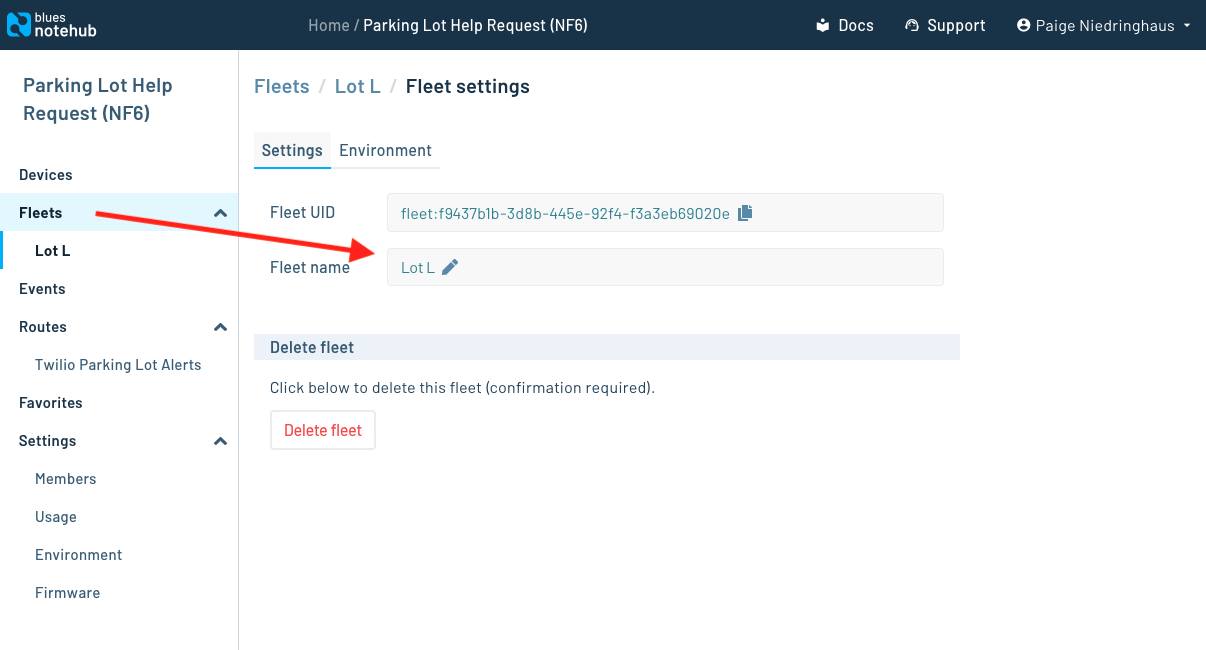 blues
notehub
Home / Parking Lot Help Request (NF6)
Docs
Support
Paige Niedringhaus
Parking Lot Help
Request (NF6)
Devices
Fleets
Lot L
Events
Routes
Twilio Parking Lot Alerts
Favorites
Settings
Members
Usage
Environment
Firmware
Fleets / Lot L / Fleet settings
Settings Environment
Fleet UID fleet:f9437b1b-3d8b-445e-92f4-f3a3eb69020e
Fleet name Lot L
Delete fleet
Click below to delete this fleet (confirmation required).
Delete fleet